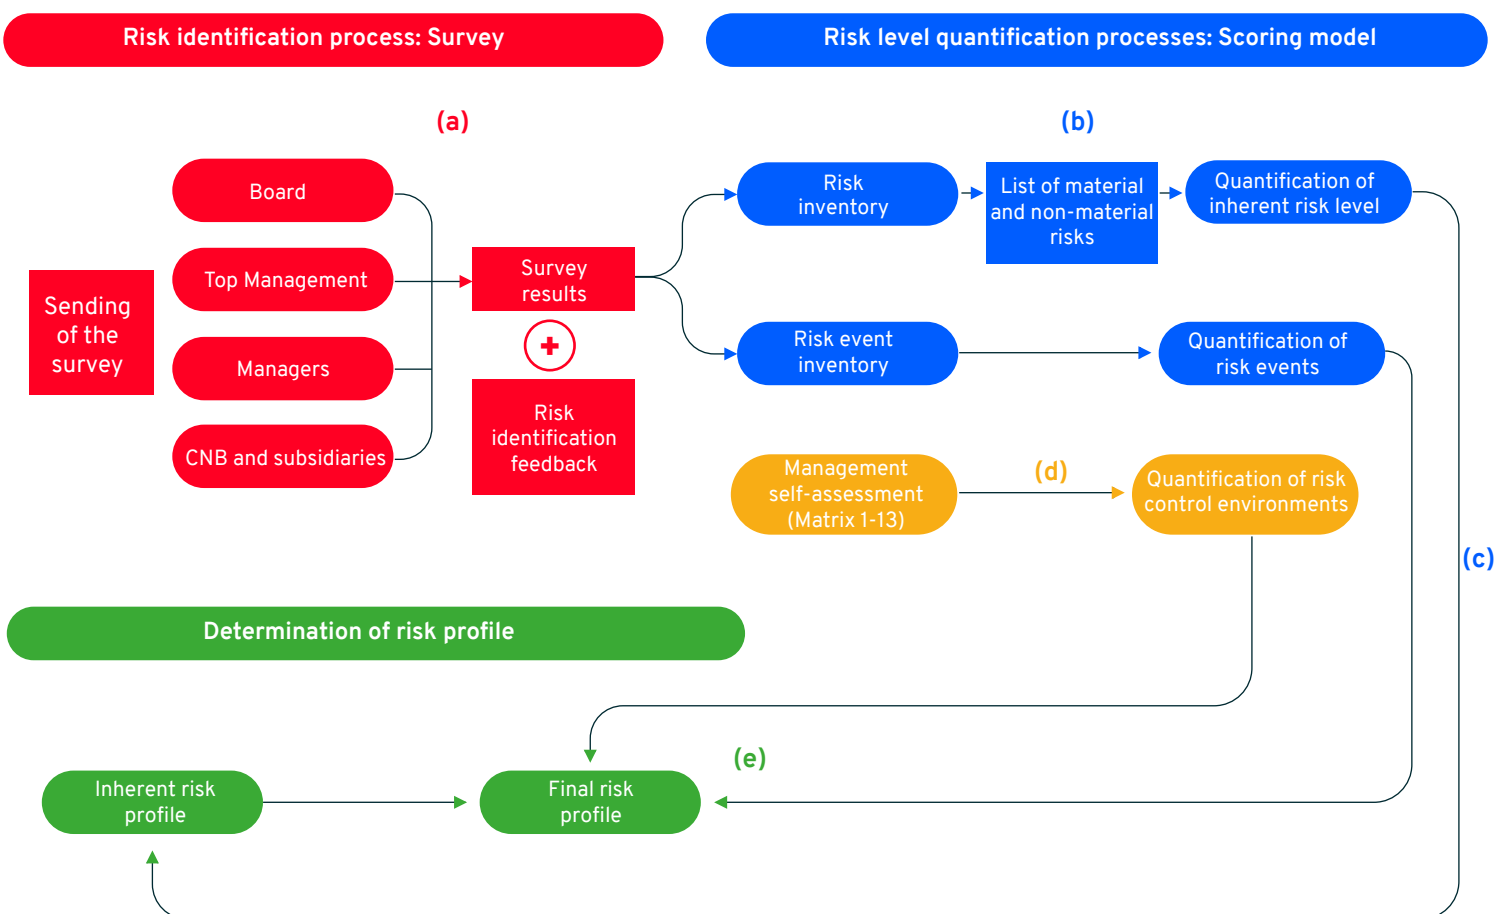 Risk identification process: Survey
Risk level quantification processes: Scoring model
(a)
(b)
Board
Top Management
Managers
CNB and subsidiaries
Sending
of the
survey
Survey
results
Risk
identification
feedback
Risk
inventory
List of material
and non-material
risks
Quantification of
inherent risk level
Risk event
inventory
Quantification of
risk events
Management
self-assessment
(Matrix 1-13)
(d)
Quantification of risk
control environments
(c)
Determination of risk profile
(e)
Inherent risk
profile
Final risk
profile